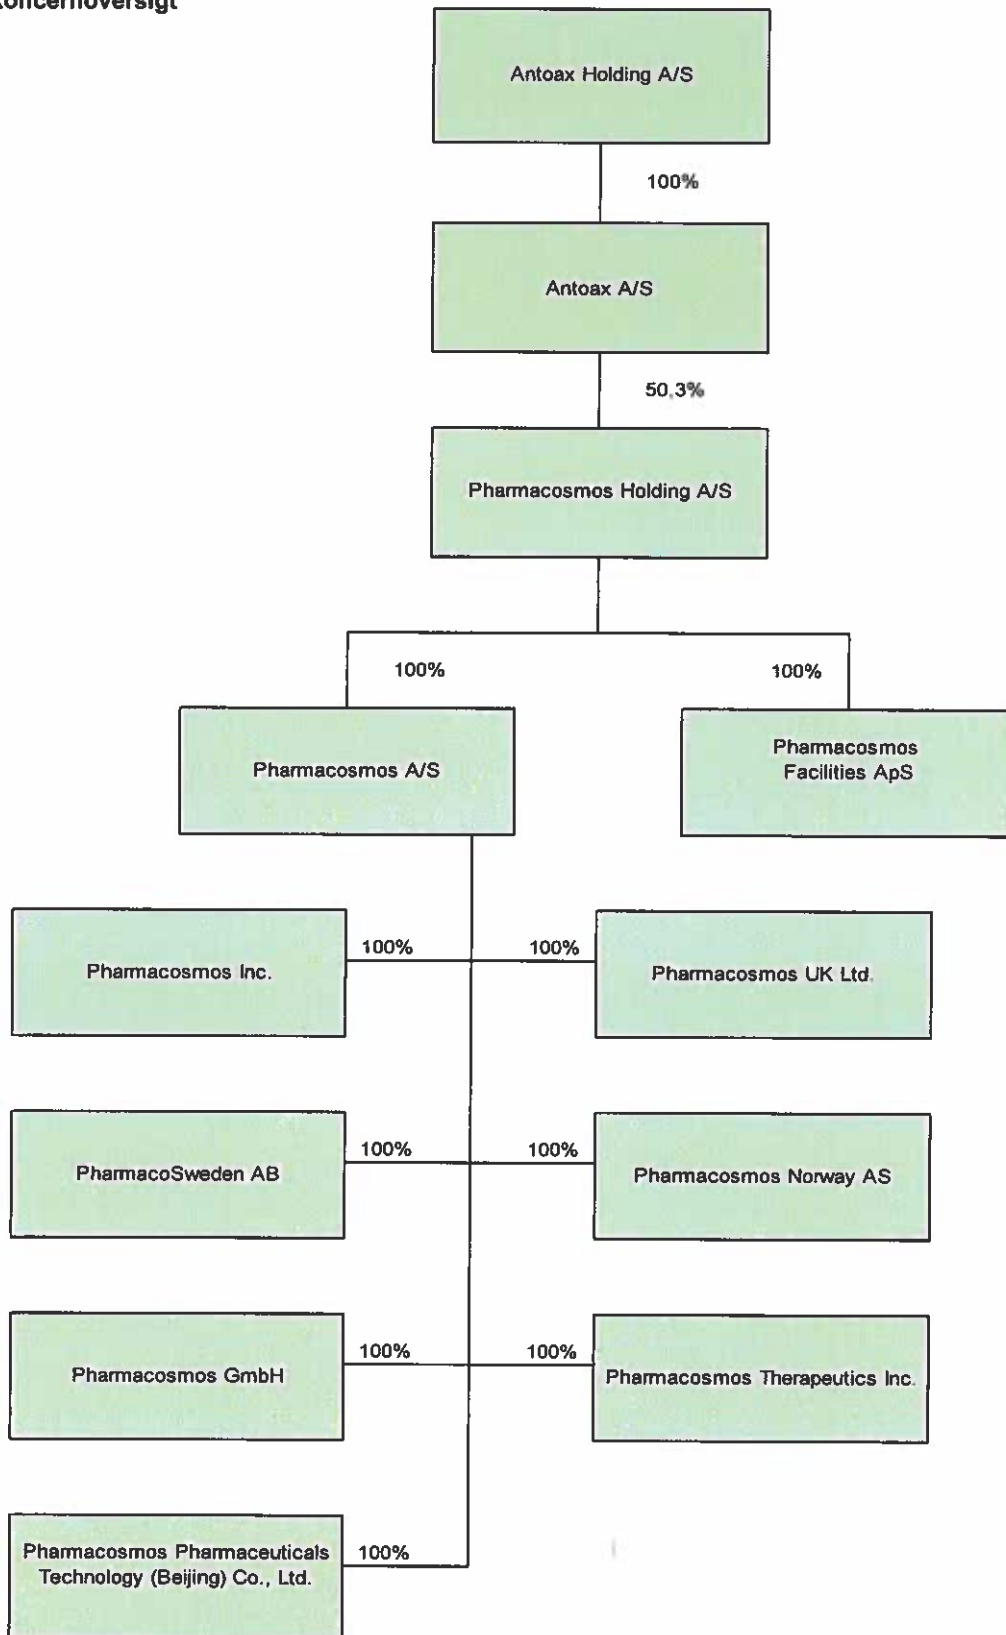 Koncernoversigt
Antoax Holding A/S
100%
Antoax A/S
50,3%
Pharmacosmos Holding A/S
100%
100%
Pharmacosmos A/S
Pharmacosmos
Facilities ApS
Pharmacosmos Inc.
100%
100%
Pharmacosmos UK Ltd.
PharmacoSweden AB
100%
100%
Pharmacosmos Norway AS
Pharmacosmos GmbH
100%
100%
Pharmacosmos Therapeutics Inc.
Pharmacosmos Pharmaceuticals
Technology (Beijing) Co., Ltd.
100%